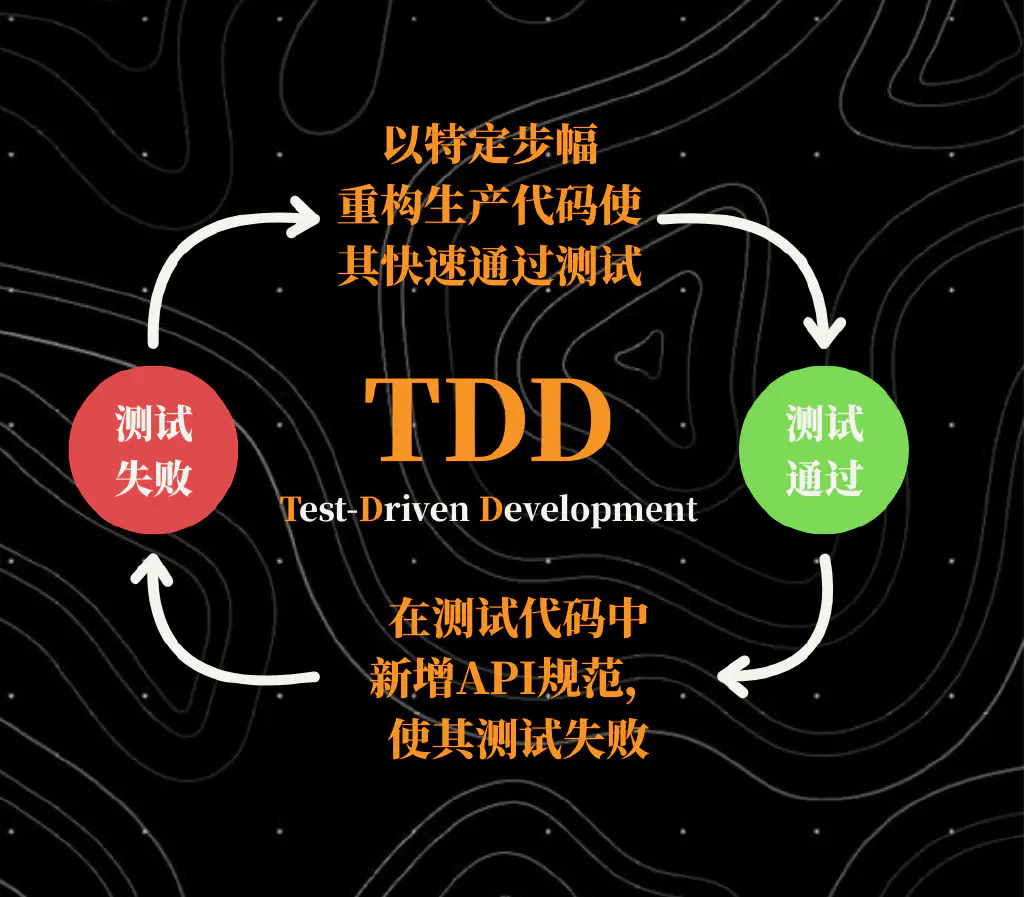 以特定步幅
重构生产代码使
其快速通过测试
测试
失败
TDD
Test-Driven Development
测试
通过
在测试代码中
新增API规范,
使其测试失败